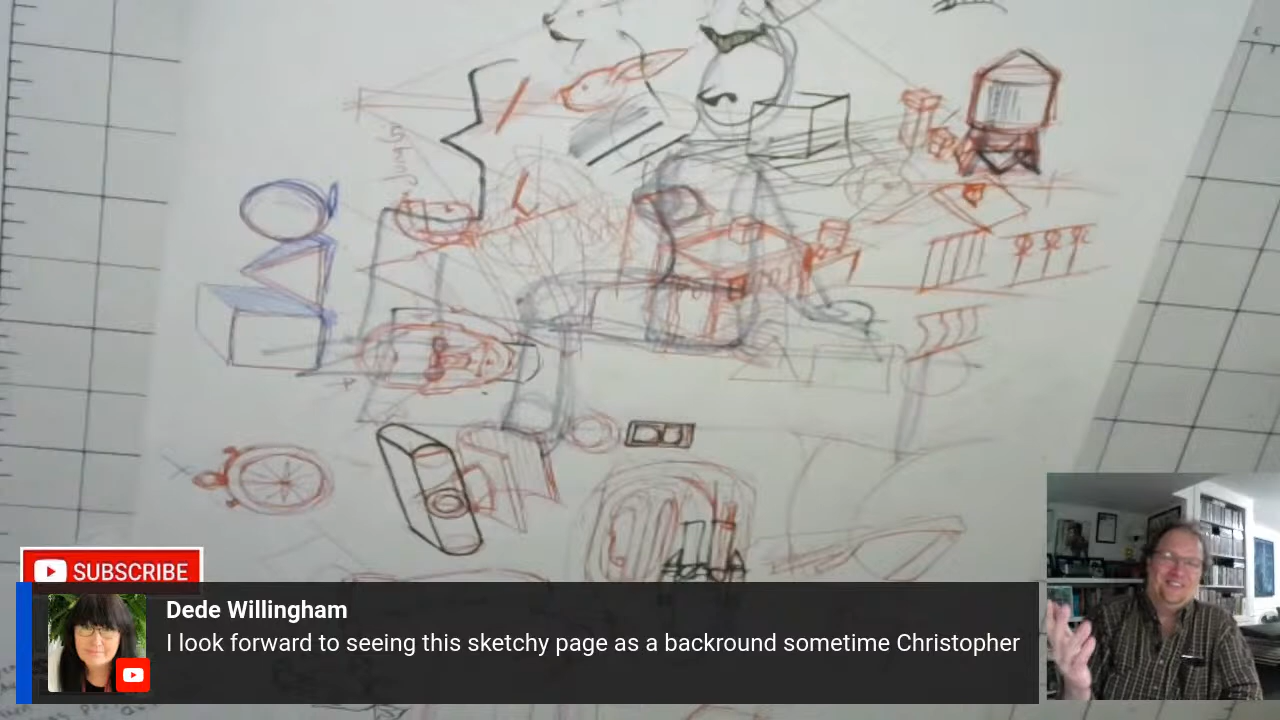 SUBSCRIBE
Dede Willingham
I look forward to seeing this sketchy page as a backround sometime Christopher